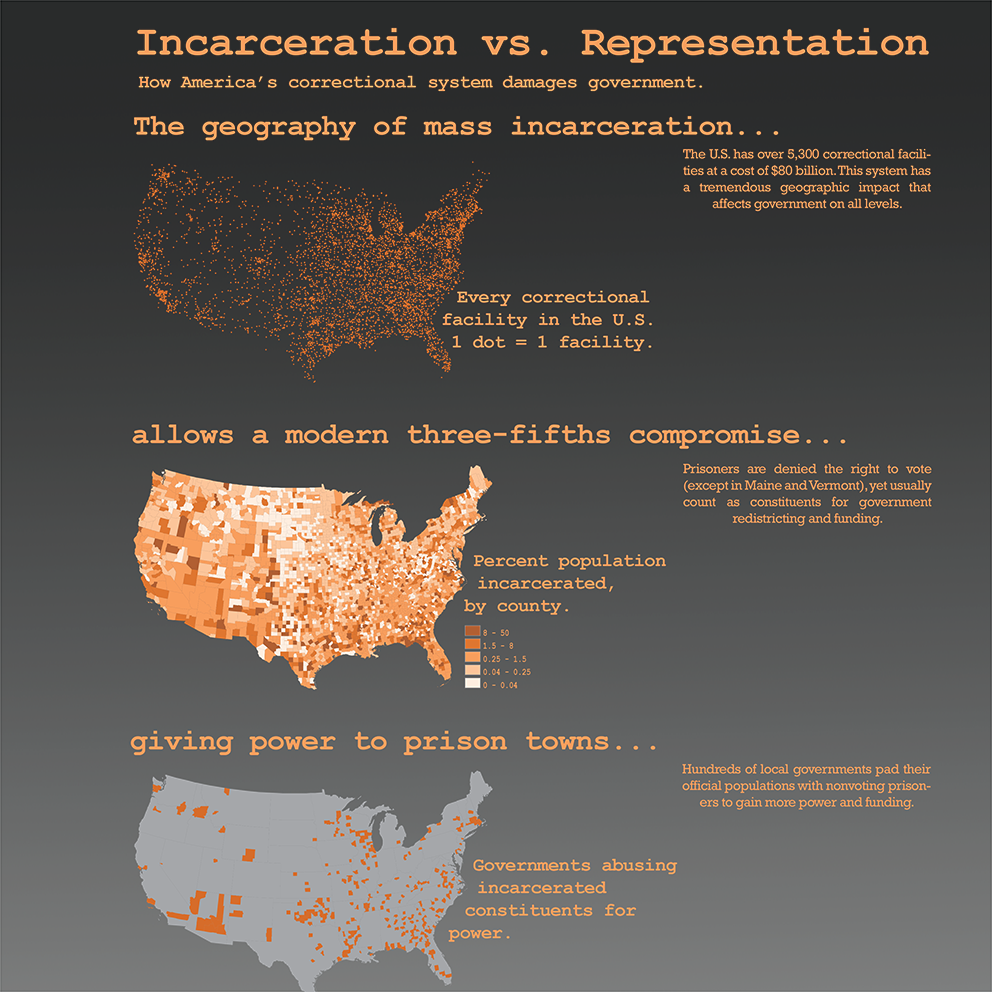 Incarceration vs. Representation
How America's correctional system damages government.
The geography of mass incarceration...
The U.S. has over 5,300 correctional facili-
ties at a cost of $80 billion. This system has
a tremendous geographic impact that
affects government on all levels.
Every correctional
facility in the U.S.
1 dot = 1 facility.
allows a modern three-fifths compromise...
Prisoners are denied the right to vote
(except in Maine and Vermont), yet usually
count as constituents for government
redistricting and funding.
Percent population
incarcerated,
by county.
8 - 50
1.5 - 8
0.25 - 1.5
0.04 - 0.25
0 - 0.04
giving power to prison towns...
Hundreds of local governments pad their
official populations with nonvoting prison-
ers to gain more power and funding.
Governments abusing
incarcerated
constituents for
power.